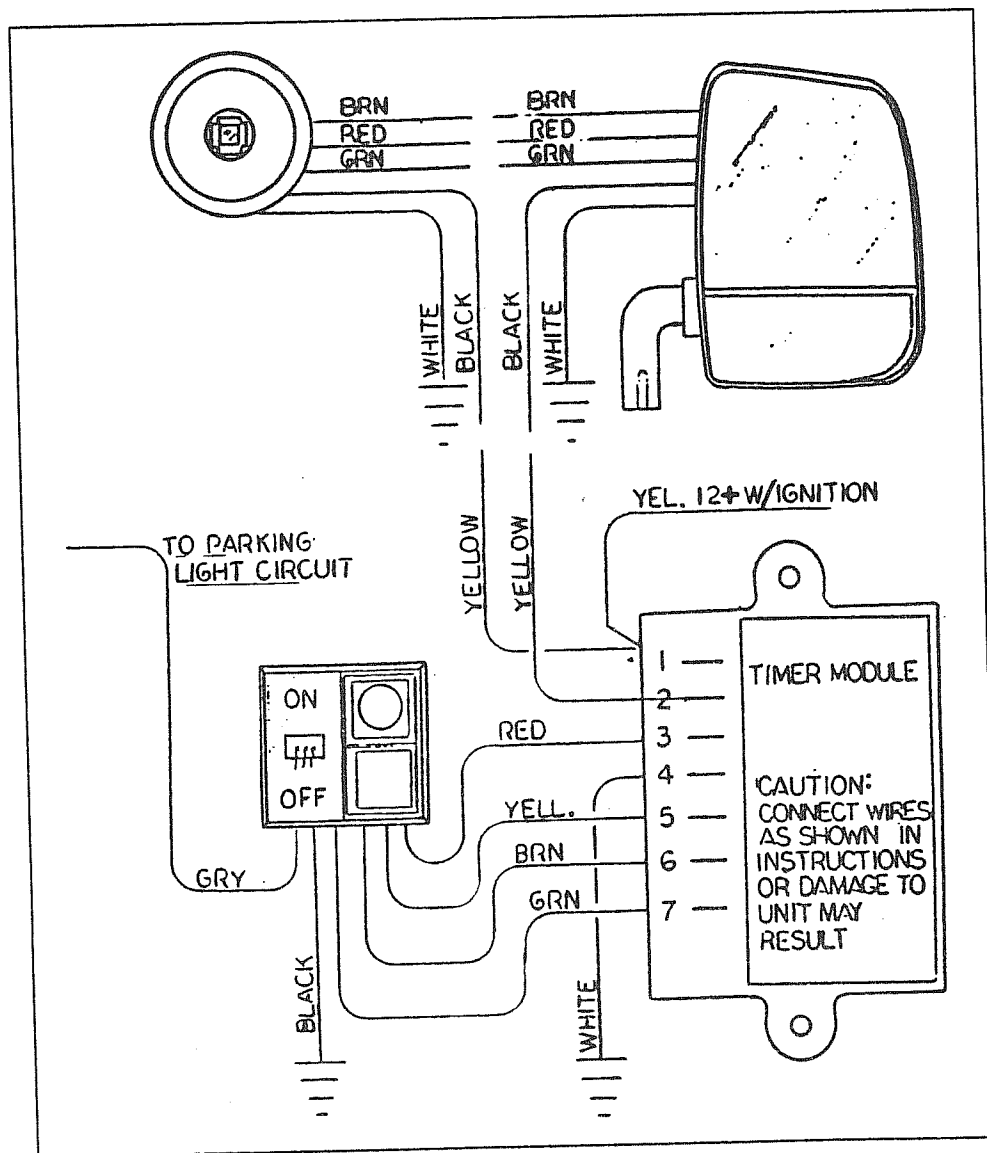 BRN
RED
GRN
BRN
RED
GRN
WHITE
BLACK
BLACK
WHITE
YEL. 12+ W/IGNITION
TO PARKING
LIGHT CIRCUIT
YELLOW
YELLOW
ON
OFF
GRY
BLACK
RED
YELL.
BRN
GRN
WHITE
1 —
2
3 —
4 —
5 —
6 —
7 —
TIMER MODULE
CAUTION:
CONNECT WIRES
AS SHOWN IN
INSTRUCTIONS
OR DAMAGE TO
UNIT MAY
RESULT